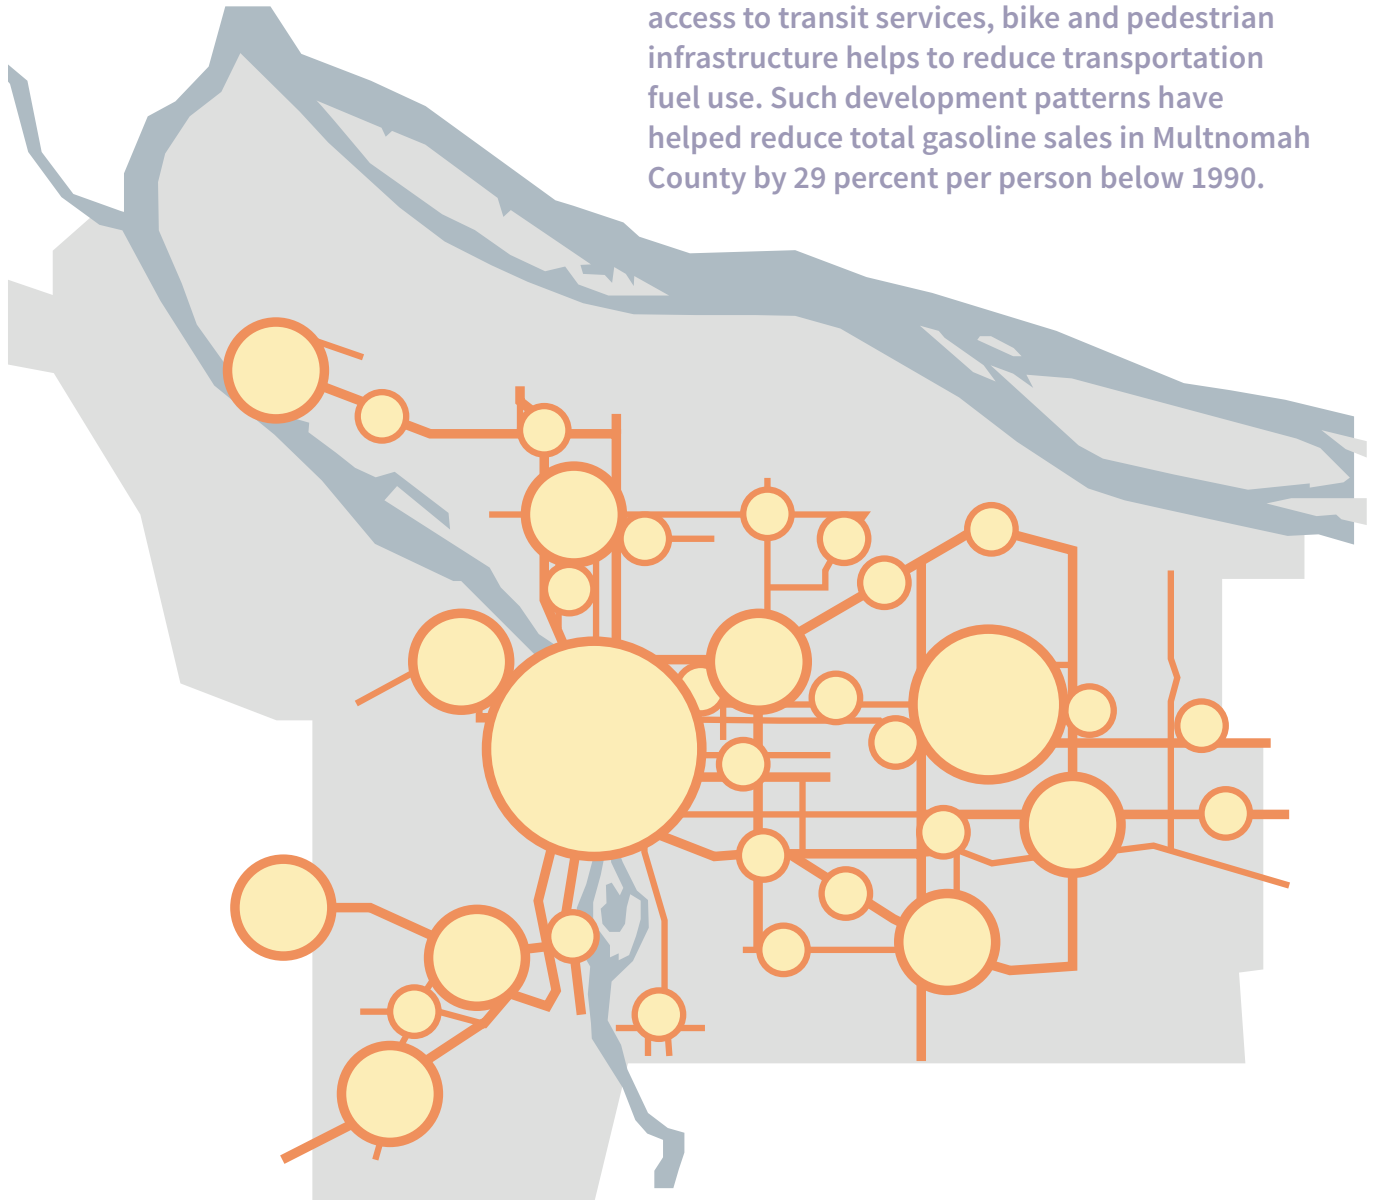 access to transit services, bike and pedestrian
infrastructure helps to reduce transportation
fuel use. Such development patterns have
helped reduce total gasoline sales in Multnomah
County by 29 percent per person below 1990.